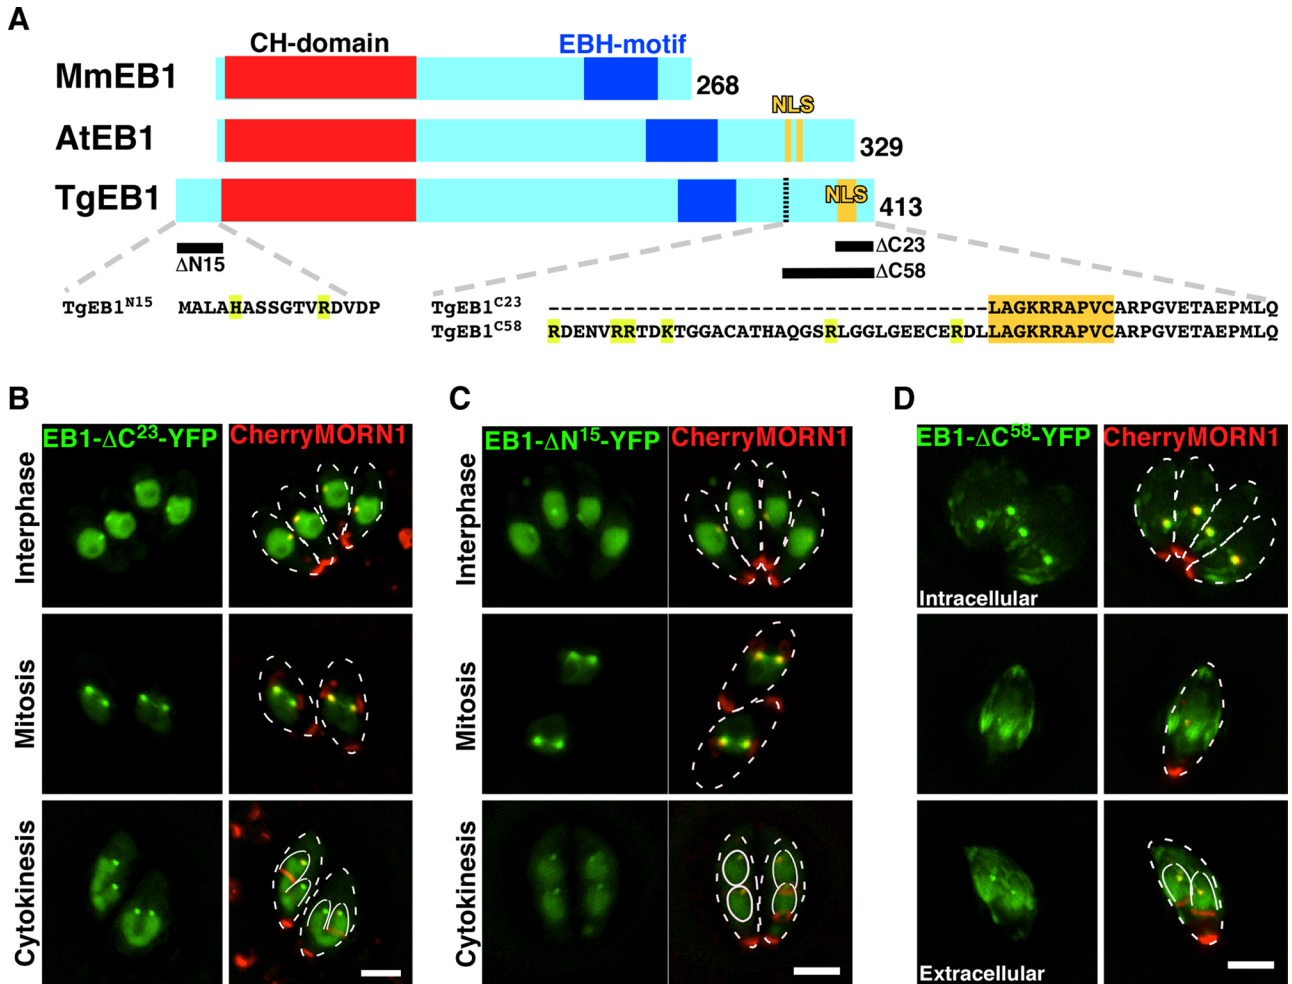 A
CH-domain
EBH-motif
MmEB1
268
NLS
AtEB1
329
TgEB1
NLS
413
ΔN15
ΔC23
ΔC58
TgEB1N15 MALAHASSGTVRDVDP
TgEB1C23 ------------------------------LAGKRRAPVCARPGVETAEPMLQ
TgEB1C58 RDENVRRTDKTGGACATHAQGSRLGGLGEECERDLLAGKRRAPVCARPGVETAEPMLQ
B
C
D
EB1-ΔC23-YFP
CherryMORN1
EB1-ΔN15-YFP
CherryMORN1
EB1-ΔC58-YFP
CherryMORN1
Interphase
Interphase
Intracellular
Mitosis
Mitosis
Cytokinesis
Cytokinesis
Extracellular